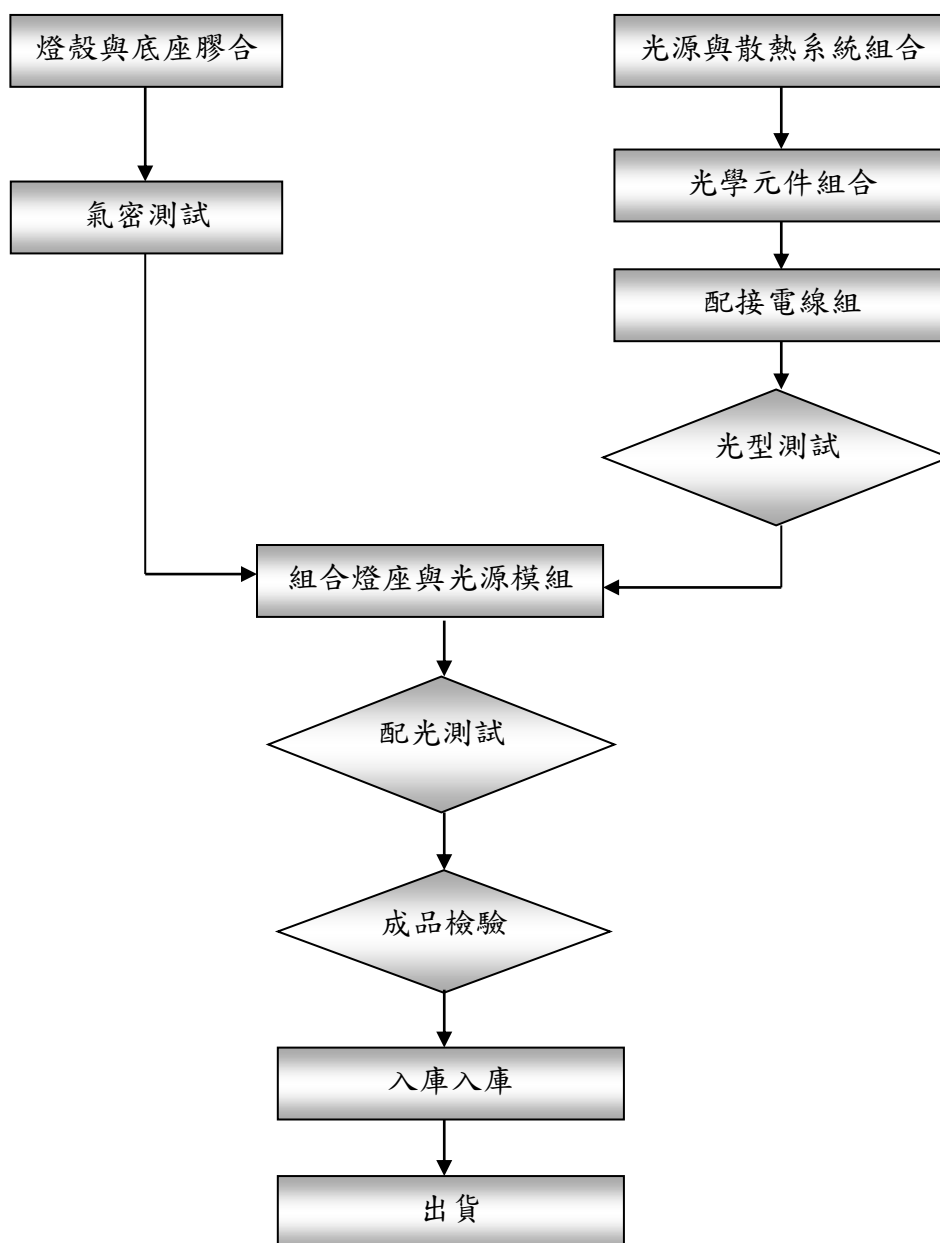 燈殼與底座膠合
光源與散熱系統組合
氣密測試
光學元件組合
配接電線組
光型測試
組合燈座與光源模組
配光測試
成品檢驗
入庫入庫
出貨